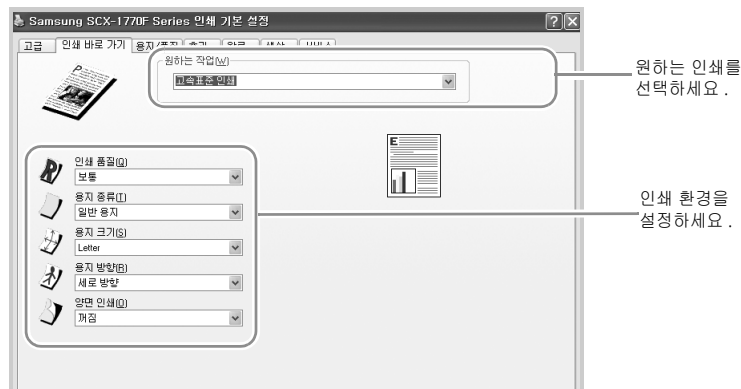 Samsung SCX-1770F Series 인쇄 기본 설정
고급 인쇄 바로 가기
원하는 작업(W)
고속표준인쇄
원하는 인쇄를
선택하세요 .
E
인쇄 품질(Q)
보통
용지 종류(T)
일반 용지
용지 크기(S)
Letter
용지 방향(R)
세로 방향
양면 인쇄(O)
꺼짐
인쇄 환경을
설정하세요 .